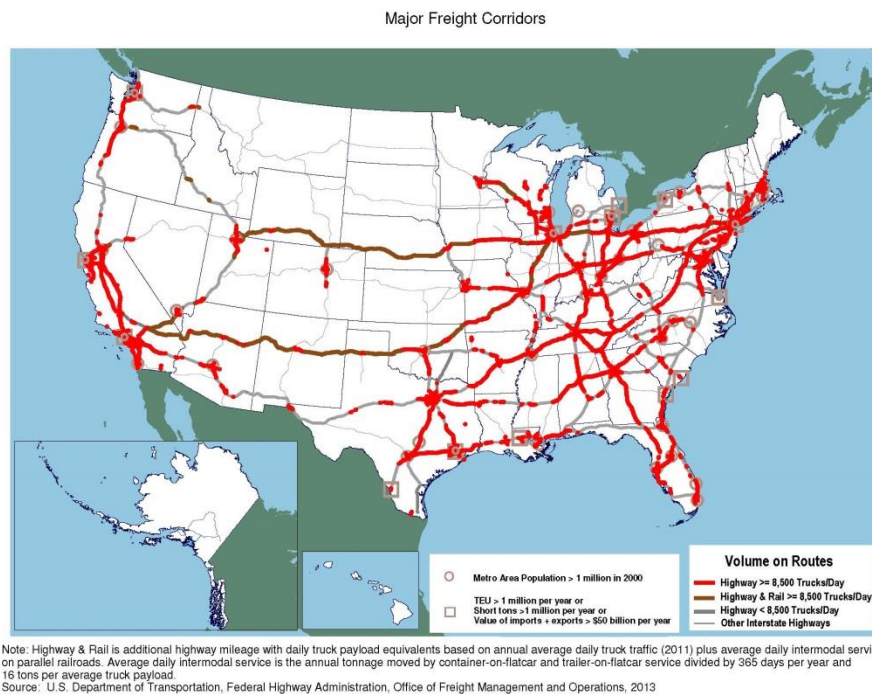 Major Freight Corridors
Metro Area Population > 1 million in 2000
TEU > 1 million per year or
Short tons >1 million per year or
Value of imports + exports > $50 billion per year
Volume on Routes
Highway >= 8,500 Trucks/Day
Highway & Rail >= 8,500 Trucks/Day
Highway < 8,500 Trucks/Day
Other Interstate Highways
Note: Highway & Rail is additional highway mileage with daily truck payload equivalents based on annual average daily truck traffic (2011) plus average daily intermodal servi
on parallel railroads. Average daily intermodal service is the annual tonnage moved by container-on-flatcar and trailer-on-flatcar service divided by 365 days per year and
16 tons per average truck payload.
Source: U.S. Department of Transportation, Federal Highway Administration, Office of Freight Management and Operations, 2013